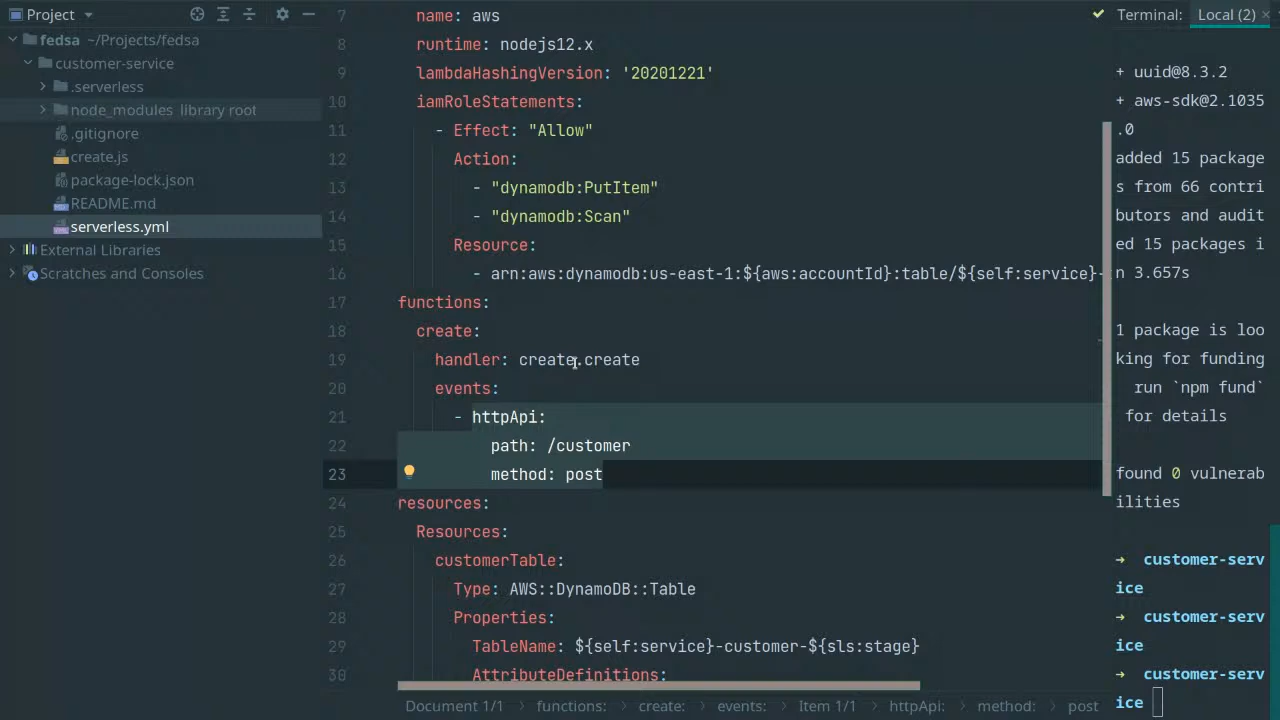 Project
fedsa ~/Projects/fedsa
customer-service
.serverless
node_modules library root
.gitignore
create.js
package-lock.json
README.md
serverless.yml
External Libraries
Scratches and Consoles
7 name: aws
8 runtime: nodejs12.x
9 lambdaHashingVersion: '20201221'
10 iamRoleStatements:
11 - Effect: "Allow"
12 Action:
13 - "dynamodb:PutItem"
14 - "dynamodb:Scan"
15 Resource:
16 - arn:aws:dynamodb:us-east-1:${aws:accountId}:table/${self:service}-
17 functions:
18 create:
19 handler: create.create
20 events:
21 - httpApi:
22 path: /customer
23 method: post
24 resources:
25 Resources:
26 customerTable:
27 Type: AWS::DynamoDB::Table
28 Properties:
29 TableName: ${self:service}-customer-${sls:stage}
30 AttributeDefinitions:
Document 1/1 › functions: › create: › events: › Item 1/1 › httpApi: › method: › post
Terminal: Local (2) ×
+ uuid@8.3.2
+ aws-sdk@2.1035
.0
added 15 package
s from 66 contri
butors and audit
ed 15 packages i
n 3.657s
1 package is loo
king for funding
run `npm fund`
for details
found 0 vulnerab
ilities
→ customer-serv
ice
→ customer-serv
ice
→ customer-serv
ice